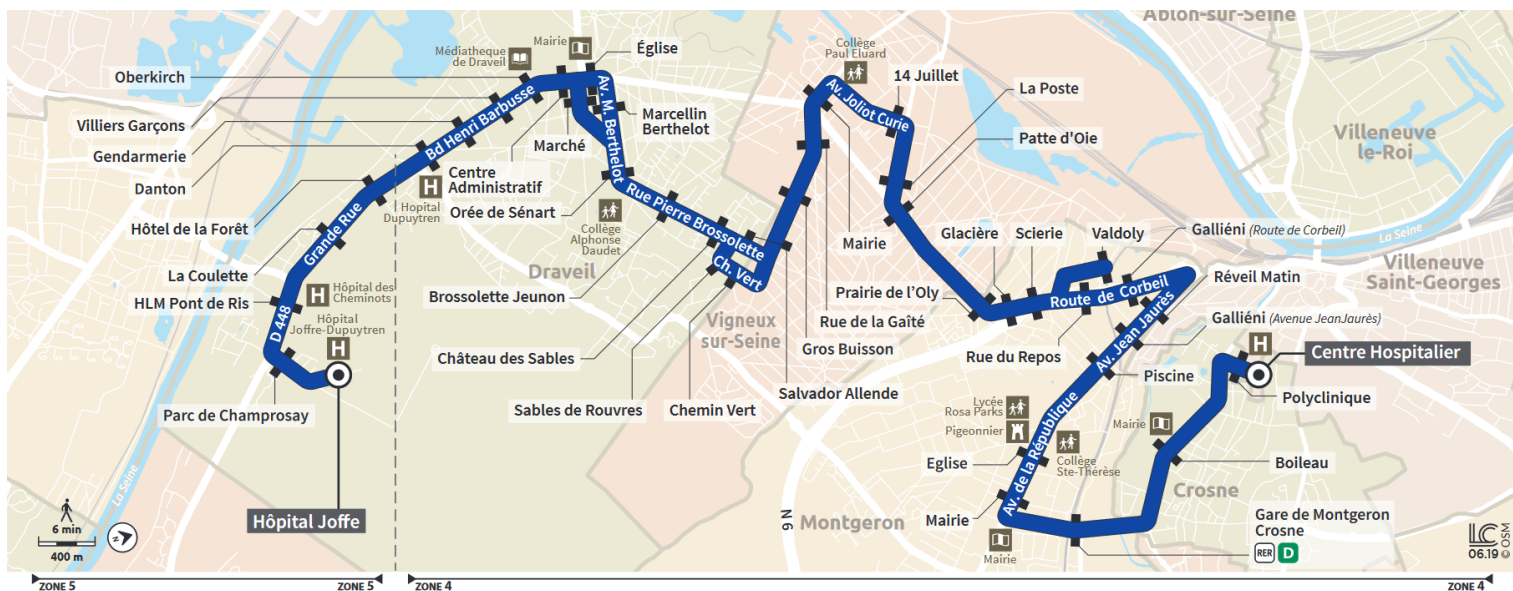 Ablon-sur-Seine
Médiathèque
de Draveil
Mairie
Église
Collège
Paul Eluard
Oberkirch
14 Juillet
La Poste
Villiers Garçons
Bd Henri Barbusse
Av. M. Berthelot
Marcellin
Berthelot
Av. Joliot Curie
Villeneuve
le-Roi
Gendarmerie
Marché
Patte d'Oie
Danton
H
Hopital
Dupuytren
Centre
Administratif
Orée de Sénart
Rue Pierre Brossolette
Hôtel de la Forêt
Grande Rue
Collège
Alphonse
Daudet
Mairie
Glacière
Scierie
Valdoly
Galliéni (Route de Corbeil)
La Seine
La Coulette
Draveil
Ch. Vert
Villeneuve
Saint-Georges
Réveil Matin
HLM Pont de Ris
H
Hôpital des
Cheminots
Brossolette Jeunon
Prairie de l'Oly
Route de Corbeil
D 448
Hôpital
Joffre-Dupuytren
H
Vigneux
sur-Seine
Rue de la Gaîté
Galliéni (Avenue JeanJaurès)
Av. Jean Jaurès
Château des Sables
Gros Buisson
Rue du Repos
H
Centre Hospitalier
Piscine
Parc de Champrosay
Sables de Rouvres
Chemin Vert
Salvador Allende
Polyclinique
Lycée
Rosa Parks
Pigeonnier
Av. de la République
Mairie
Eglise
Collège
Ste-Thérèse
Boileau
La Seine
Crosne
6 min
400 m
N
Hôpital Joffe
N 6
Montgeron
Mairie
Mairie
Gare de Montgeron
Crosne
RER D
LC
06.19 © OSM
ZONE 5
ZONE 5
ZONE 4
ZONE 4